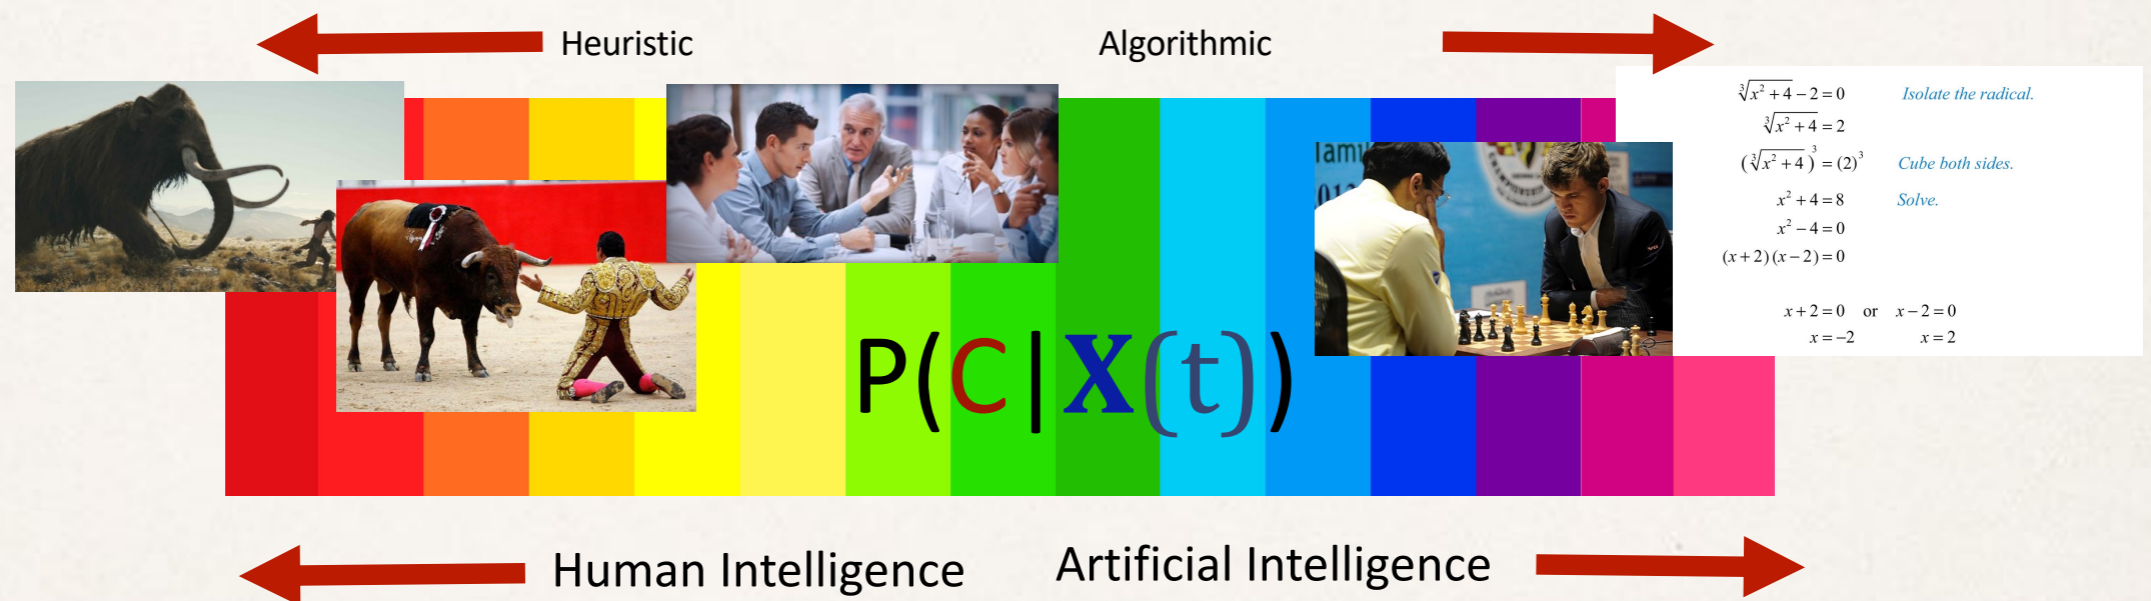 Heuristic
Algorithmic
∛(x² + 4) − 2 = 0 Isolate the radical.
∛(x² + 4) = 2
(∛(x² + 4))³ = (2)³ Cube both sides.
x² + 4 = 8 Solve.
x² − 4 = 0
(x + 2)(x − 2) = 0
x + 2 = 0 or x − 2 = 0
x = −2 x = 2
CHAMPIONSHIP
P(C|X(t))
Human Intelligence
Artificial Intelligence